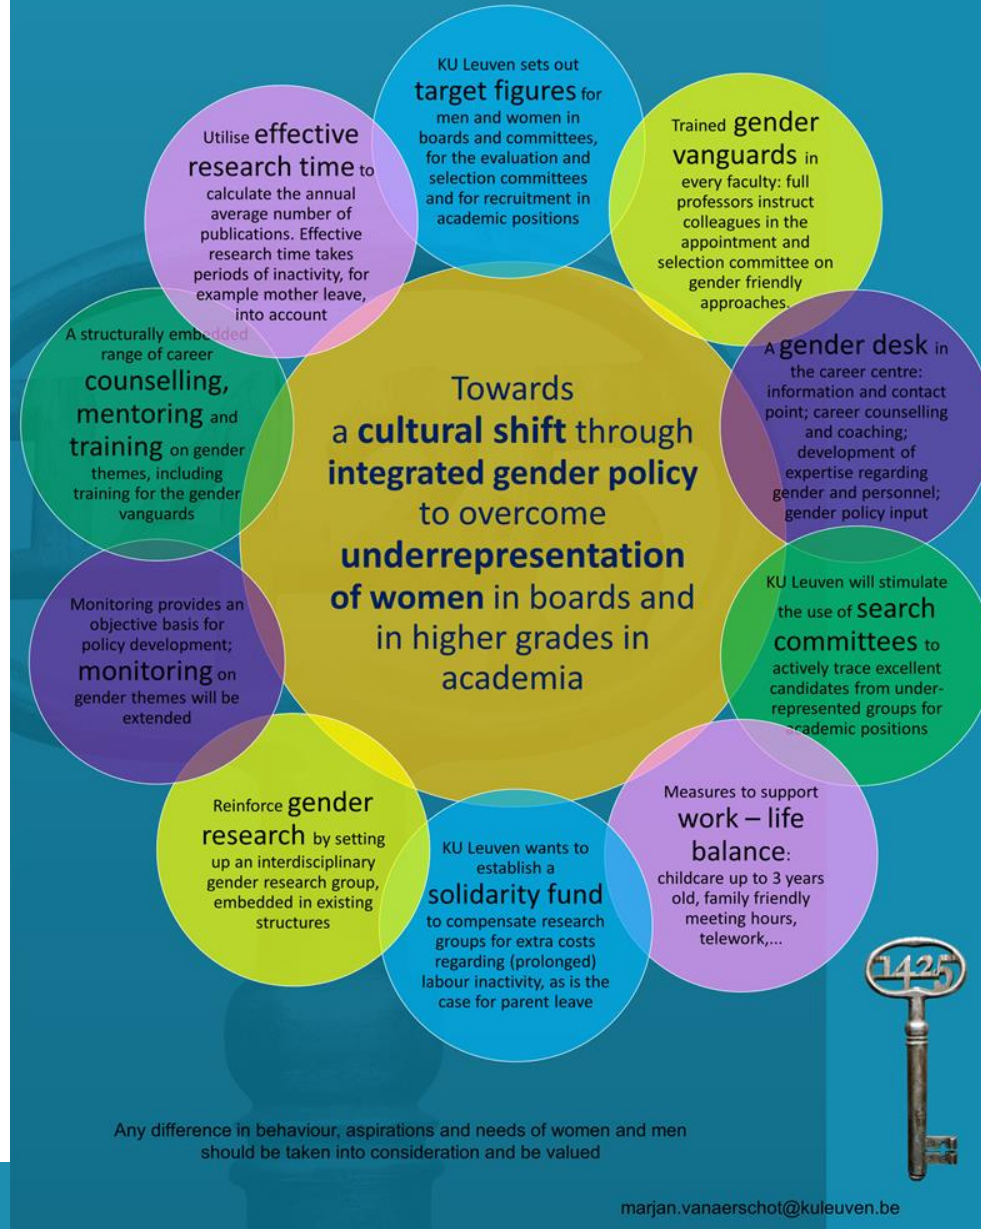 KU Leuven sets out
target figures for
men and women in
boards and committees,
for the evaluation and
selection committees
and for recruitment in
academic positions
Trained gender
vanguards in
every faculty: full
professors instruct
colleagues in the
appointment and
selection committee on
gender friendly
approaches.
A gender desk in
the career centre:
information and contact
point; career counselling
and coaching;
development of
expertise regarding
gender and personnel;
gender policy input
KU Leuven will stimulate
the use of search
committees to
actively trace excellent
candidates from under-
represented groups for
academic positions
Measures to support
work – life
balance:
childcare up to 3 years
old, family friendly
meeting hours,
telework,...
KU Leuven wants to
establish a
solidarity fund
to compensate research
groups for extra costs
regarding (prolonged)
labour inactivity, as is the
case for parent leave
Reinforce gender
research by setting
up an interdisciplinary
gender research group,
embedded in existing
structures
Monitoring provides an
objective basis for
policy development;
monitoring on
gender themes will be
extended
A structurally embedded
range of career
counselling,
mentoring and
training on gender
themes, including
training for the gender
vanguards
Utilise effective
research time to
calculate the annual
average number of
publications. Effective
research time takes
periods of inactivity, for
example mother leave,
into account
Towards
a cultural shift through
integrated gender policy
to overcome
underrepresentation
of women in boards and
in higher grades in
academia
1425
Any difference in behaviour, aspirations and needs of women and men
should be taken into consideration and be valued
marjan.vanaerschot@kuleuven.be